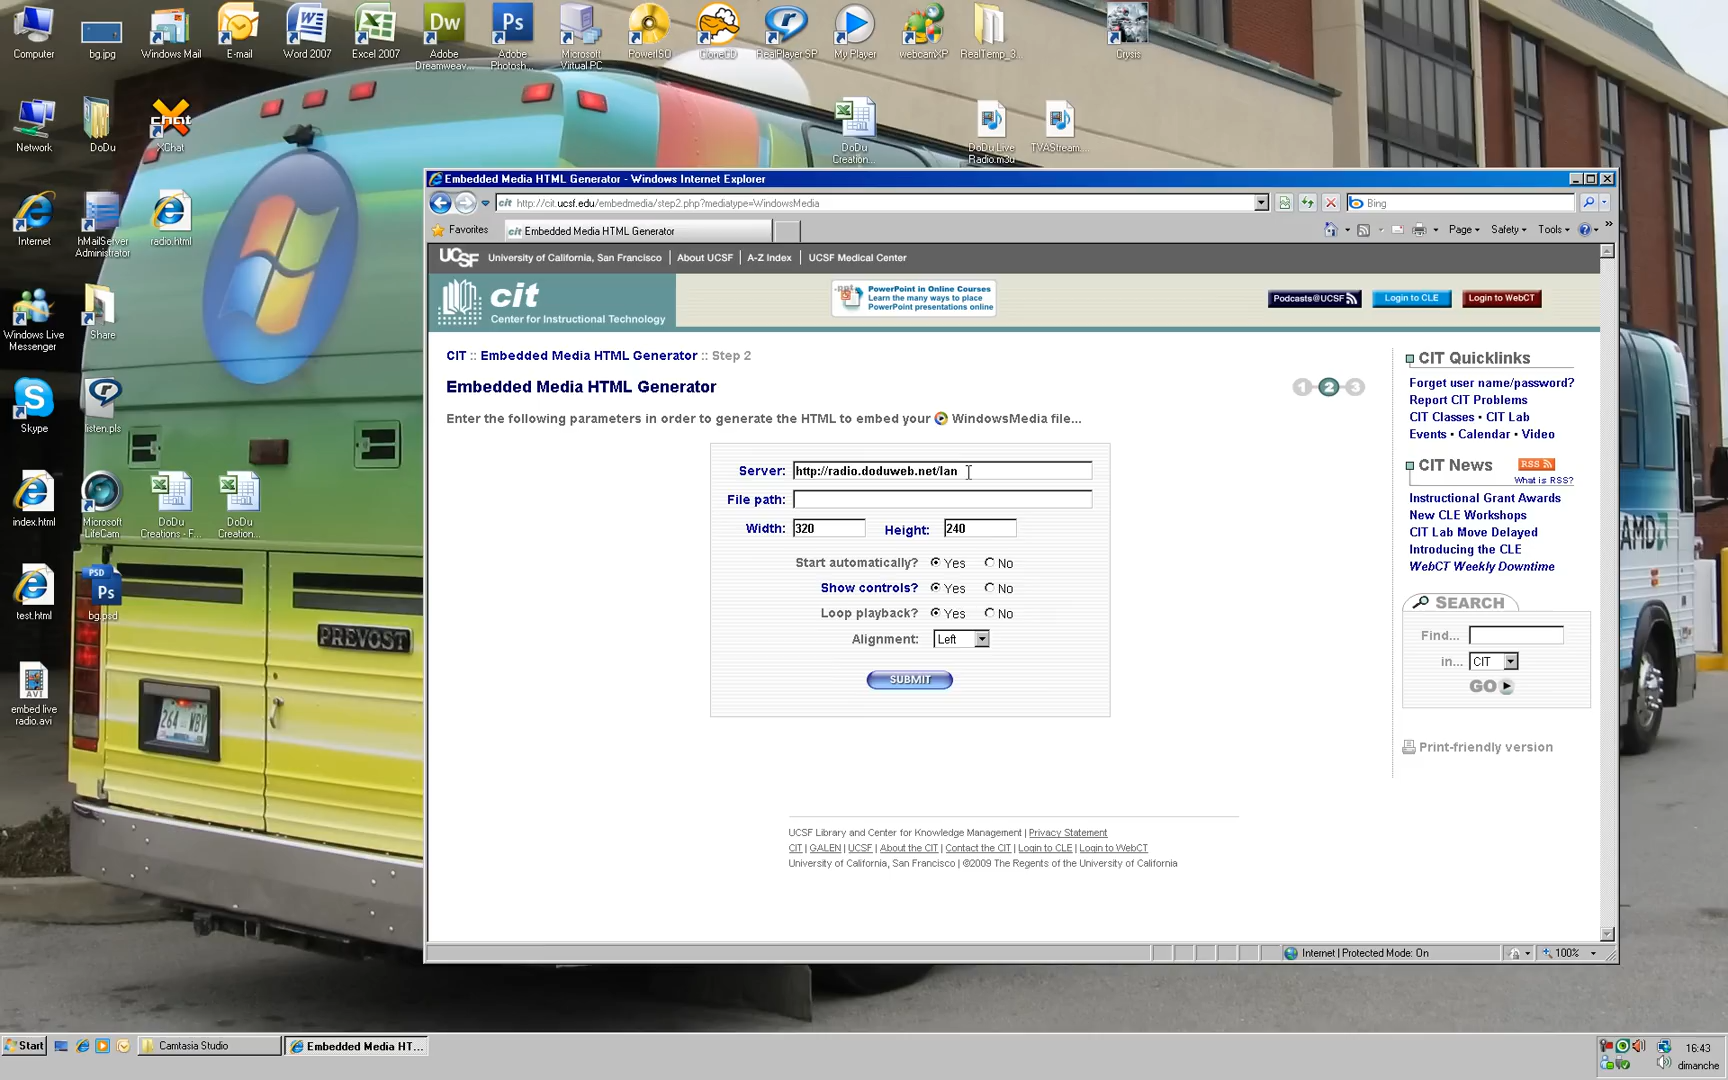 Computer
bg.jpg
Windows Mail
E-mail
Word 2007
Excel 2007
Adobe Dreamweav...
Adobe Photosh...
Microsoft Virtual PC
PowerISO
CloneCD
RealPlayer SP
My Player
webcamXP
RealTemp_3...
Crysis
Network
DoDu
XChat
DoDu Creation...
DoDu Live Radio.m3u
TVAStream...
Internet
hMailServer Administrator
radio.html
Windows Live Messenger
Share
Skype
listen.pls
index.html
Microsoft LifeCam
DoDu Creations - F...
DoDu Creation...
test.html
bg.psd
embed live radio.avi
PREVOST
AMD
Embedded Media HTML Generator - Windows Internet Explorer
http://cit.ucsf.edu/embedmedia/step2.php?mediatype=WindowsMedia
Bing
Favorites
cit Embedded Media HTML Generator
Page
Safety
Tools
UCSF University of California, San Francisco | About UCSF | A-Z Index | UCSF Medical Center
cit
Center for Instructional Technology
PowerPoint in Online Courses
Learn the many ways to place
PowerPoint presentations online
Podcasts@UCSF
Login to CLE
Login to WebCT
CIT :: Embedded Media HTML Generator :: Step 2
Embedded Media HTML Generator
1 2 3
Enter the following parameters in order to generate the HTML to embed your WindowsMedia file...
Server: http://radio.doduweb.net/lan
File path:
Width: 320 Height: 240
Start automatically? Yes No
Show controls? Yes No
Loop playback? Yes No
Alignment: Left
SUBMIT
CIT Quicklinks
Forget user name/password?
Report CIT Problems
CIT Classes · CIT Lab
Events · Calendar · Video
CIT News RSS
What is RSS?
Instructional Grant Awards
New CLE Workshops
CIT Lab Move Delayed
Introducing the CLE
WebCT Weekly Downtime
SEARCH
Find...
in... CIT
GO
Print-friendly version
UCSF Library and Center for Knowledge Management | Privacy Statement
CIT | GALEN | UCSF | About the CIT | Contact the CIT | Login to CLE | Login to WebCT
University of California, San Francisco | ©2009 The Regents of the University of California
Internet | Protected Mode: On
100%
Start
Camtasia Studio
Embedded Media HT...
16:43
dimanche